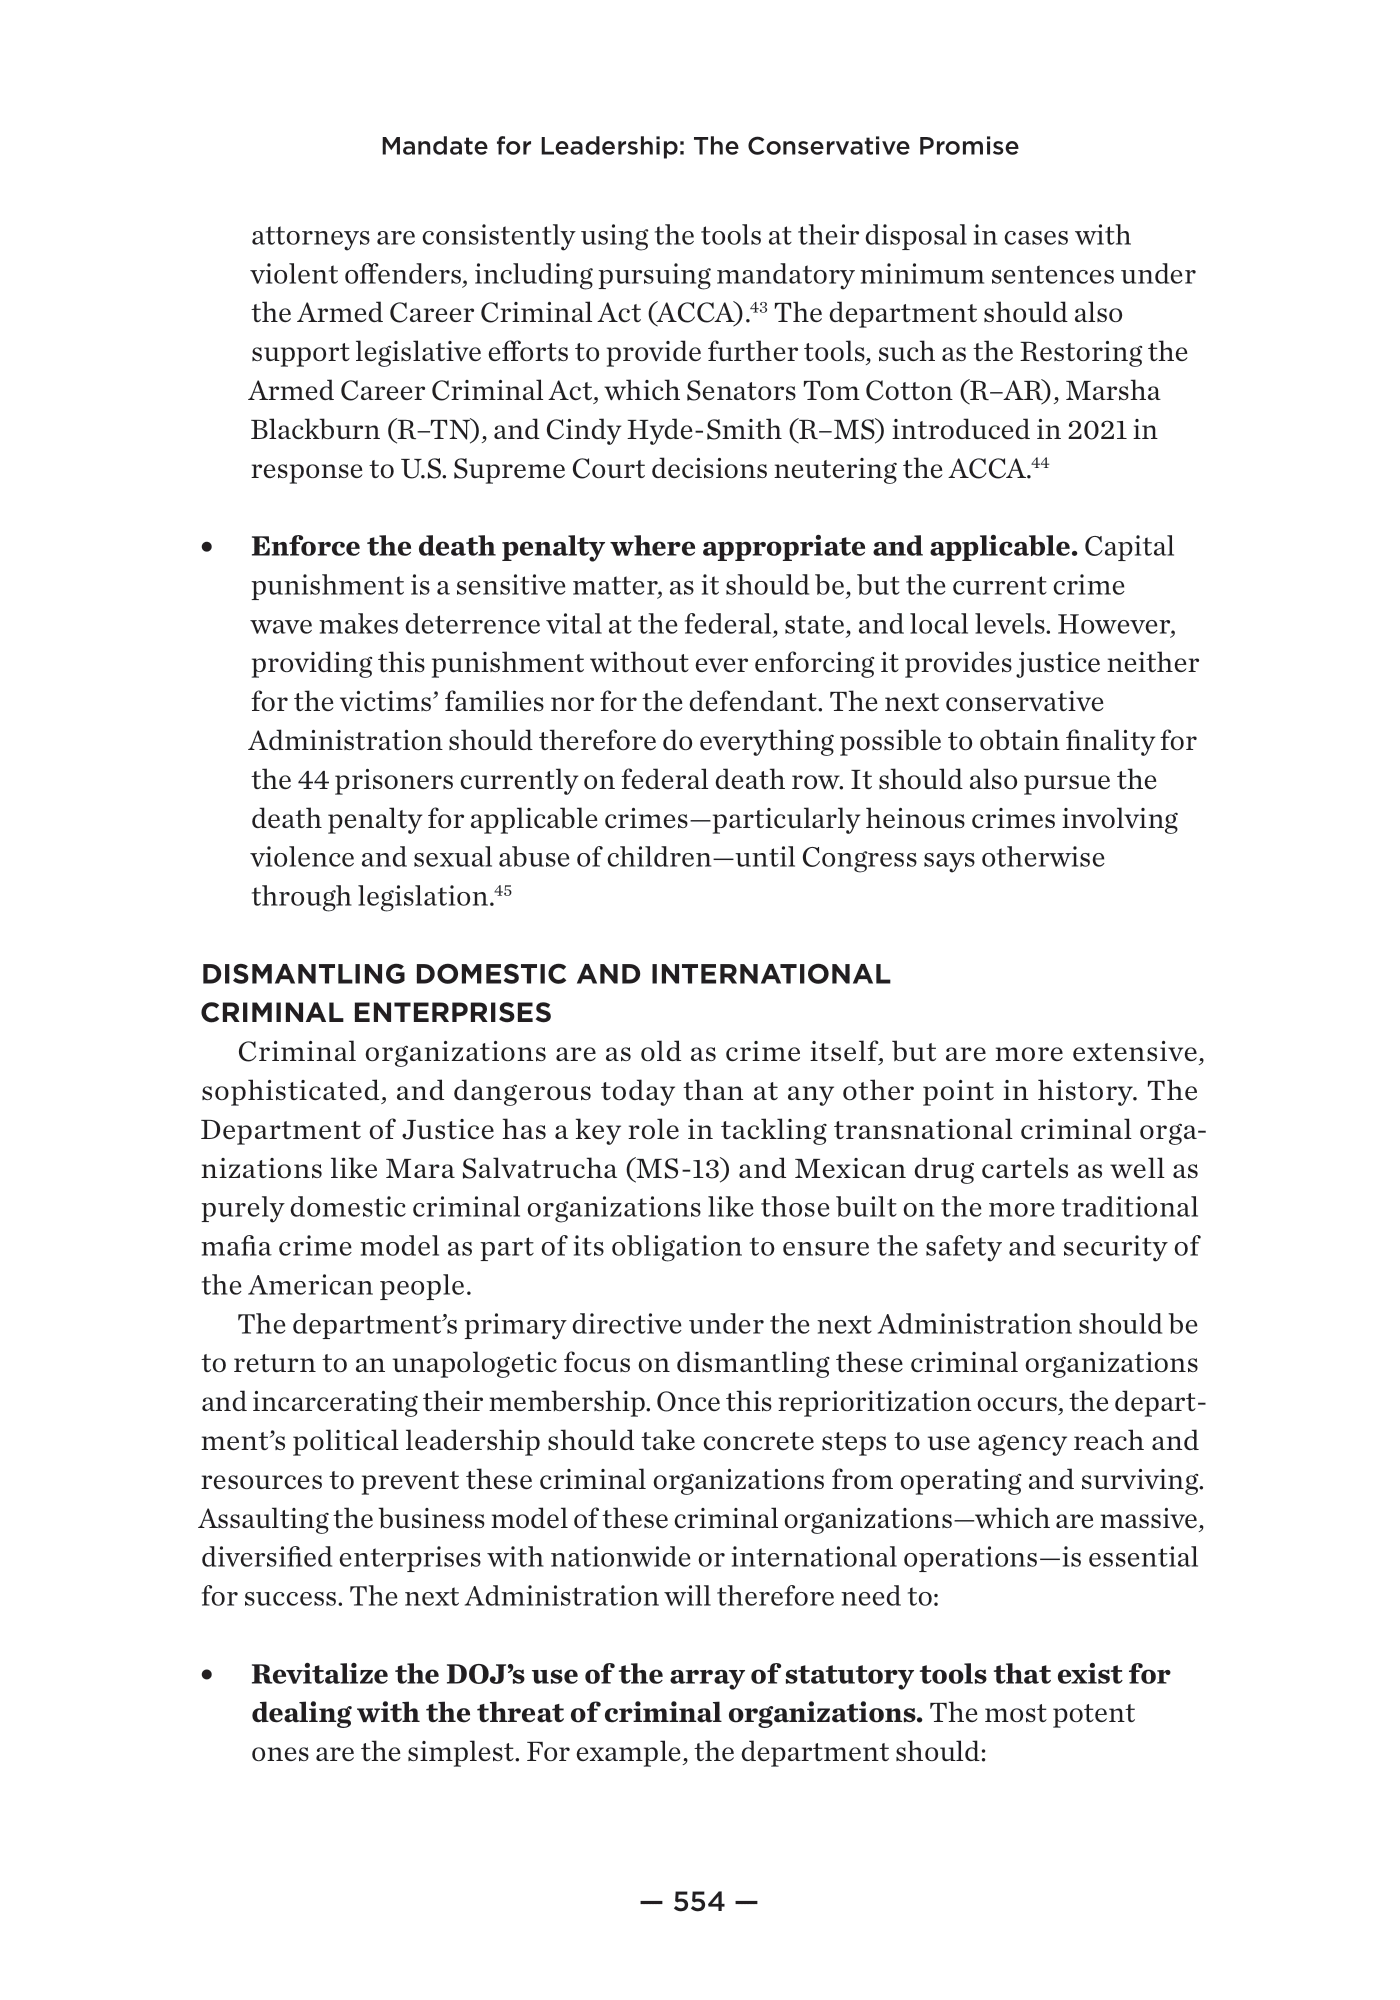 Mandate for Leadership: The Conservative Promise
attorneys are consistently using the tools at their disposal in cases with
violent offenders, including pursuing mandatory minimum sentences under
the Armed Career Criminal Act (ACCA).43 The department should also
support legislative efforts to provide further tools, such as the Restoring the
Armed Career Criminal Act, which Senators Tom Cotton (R–AR), Marsha
Blackburn (R–TN), and Cindy Hyde-Smith (R–MS) introduced in 2021 in
response to U.S. Supreme Court decisions neutering the ACCA.44
• Enforce the death penalty where appropriate and applicable. Capital
punishment is a sensitive matter, as it should be, but the current crime
wave makes deterrence vital at the federal, state, and local levels. However,
providing this punishment without ever enforcing it provides justice neither
for the victims’ families nor for the defendant. The next conservative
Administration should therefore do everything possible to obtain finality for
the 44 prisoners currently on federal death row. It should also pursue the
death penalty for applicable crimes—particularly heinous crimes involving
violence and sexual abuse of children—until Congress says otherwise
through legislation.45
DISMANTLING DOMESTIC AND INTERNATIONAL
CRIMINAL ENTERPRISES
Criminal organizations are as old as crime itself, but are more extensive,
sophisticated, and dangerous today than at any other point in history. The
Department of Justice has a key role in tackling transnational criminal orga-
nizations like Mara Salvatrucha (MS-13) and Mexican drug cartels as well as
purely domestic criminal organizations like those built on the more traditional
mafia crime model as part of its obligation to ensure the safety and security of
the American people.
The department’s primary directive under the next Administration should be
to return to an unapologetic focus on dismantling these criminal organizations
and incarcerating their membership. Once this reprioritization occurs, the depart-
ment’s political leadership should take concrete steps to use agency reach and
resources to prevent these criminal organizations from operating and surviving.
Assaulting the business model of these criminal organizations—which are massive,
diversified enterprises with nationwide or international operations—is essential
for success. The next Administration will therefore need to:
• Revitalize the DOJ’s use of the array of statutory tools that exist for
dealing with the threat of criminal organizations. The most potent
ones are the simplest. For example, the department should:
— 554 —